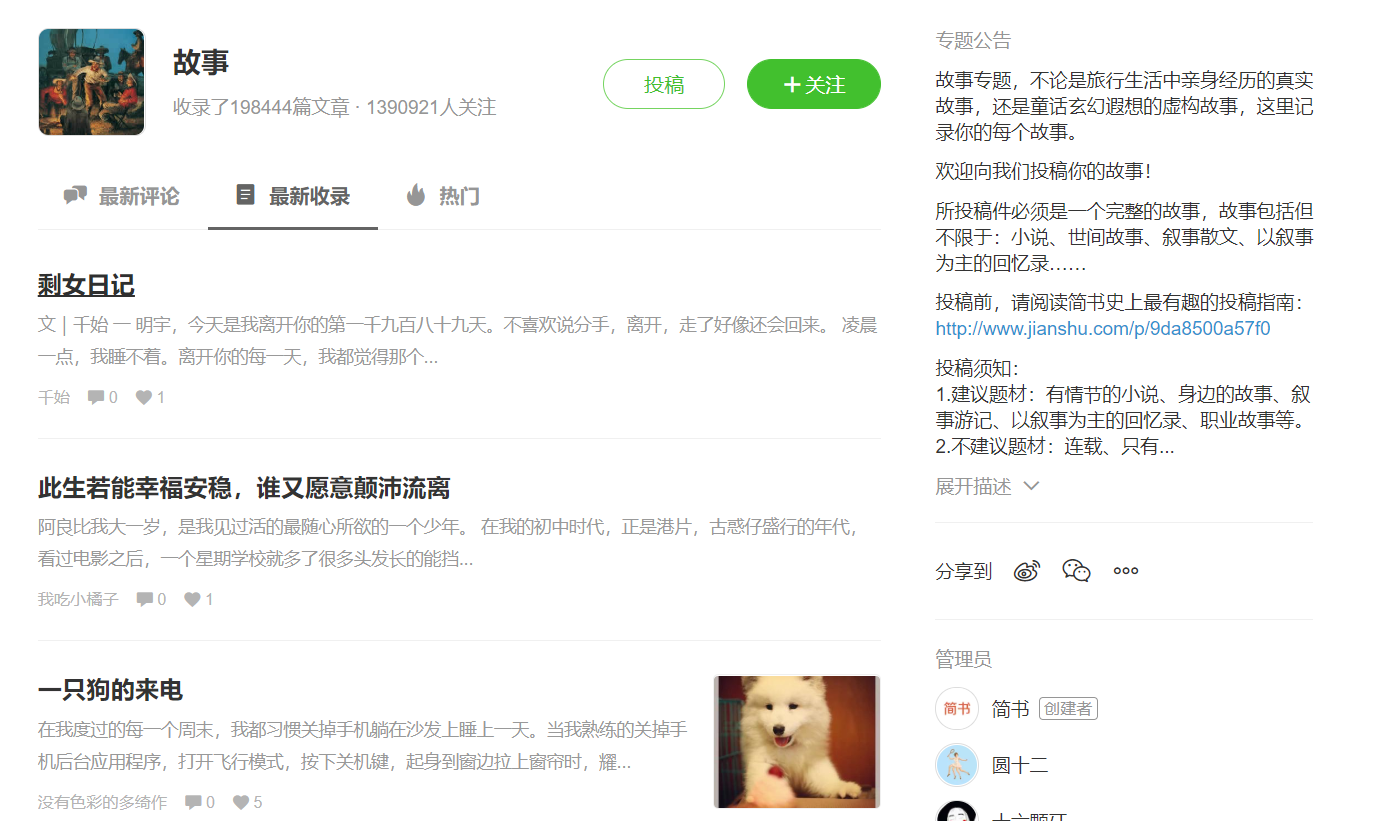 故事
收录了198444篇文章 · 1390921人关注
投稿
+关注
最新评论
最新收录
热门
剩女日记
文 | 千始 一 明宇，今天是我离开你的第一千九百八十九天。不喜欢说分手，离开，走了好像还会回来。 凌晨
一点，我睡不着。离开你的每一天，我都觉得那个...
千始 0 1
此生若能幸福安稳，谁又愿意颠沛流离
阿良比我大一岁，是我见过活的最随心所欲的一个少年。 在我的初中时代，正是港片，古惑仔盛行的年代，
看过电影之后，一个星期学校就多了很多头发长的能挡...
我吃小橘子 0 1
一只狗的来电
在我度过的每一个周末，我都习惯关掉手机躺在沙发上睡上一天。当我熟练的关掉手
机后台应用程序，打开飞行模式，按下关机键，起身到窗边拉上窗帘时，耀...
没有色彩的多绮作 0 5
专题公告
故事专题，不论是旅行生活中亲身经历的真实
故事，还是童话玄幻遐想的虚构故事，这里记
录你的每个故事。
欢迎向我们投稿你的故事！
所投稿件必须是一个完整的故事，故事包括但
不限于：小说、世间故事、叙事散文、以叙事
为主的回忆录……
投稿前，请阅读简书史上最有趣的投稿指南：
http://www.jianshu.com/p/9da8500a57f0
投稿须知：
1.建议题材：有情节的小说、身边的故事、叙
事游记、以叙事为主的回忆录、职业故事等。
2.不建议题材：连载、只有...
展开描述
分享到
管理员
简书
简书 创建者
圆十二